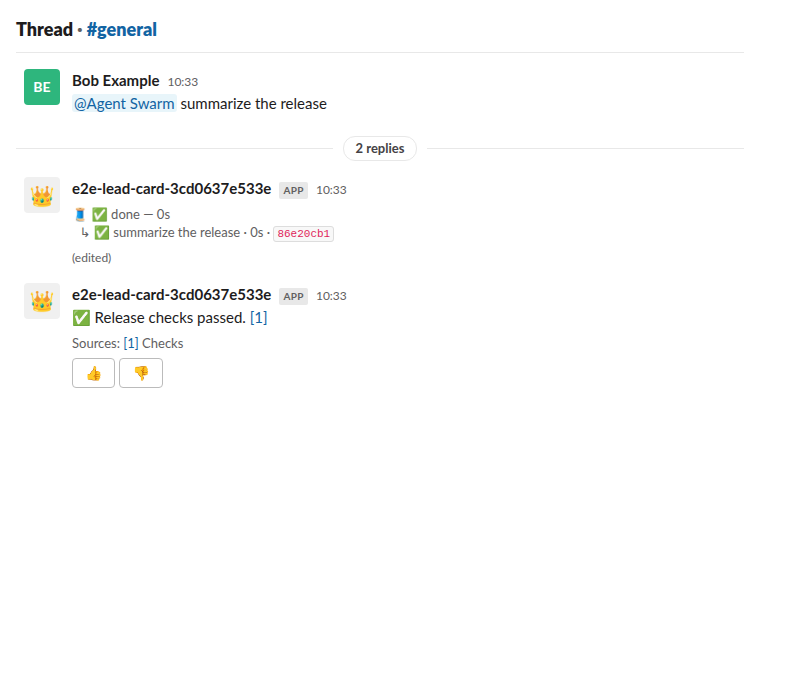 Thread • #general
BE
Bob Example 10:33
@Agent Swarm summarize the release
2 replies
e2e-lead-card-3cd0637e533e APP 10:33
🧵 ✅ done — 0s
↳ ✅ summarize the release · 0s · 86e20cb1
(edited)
e2e-lead-card-3cd0637e533e APP 10:33
✅ Release checks passed. [1]
Sources: [1] Checks
👍 👎